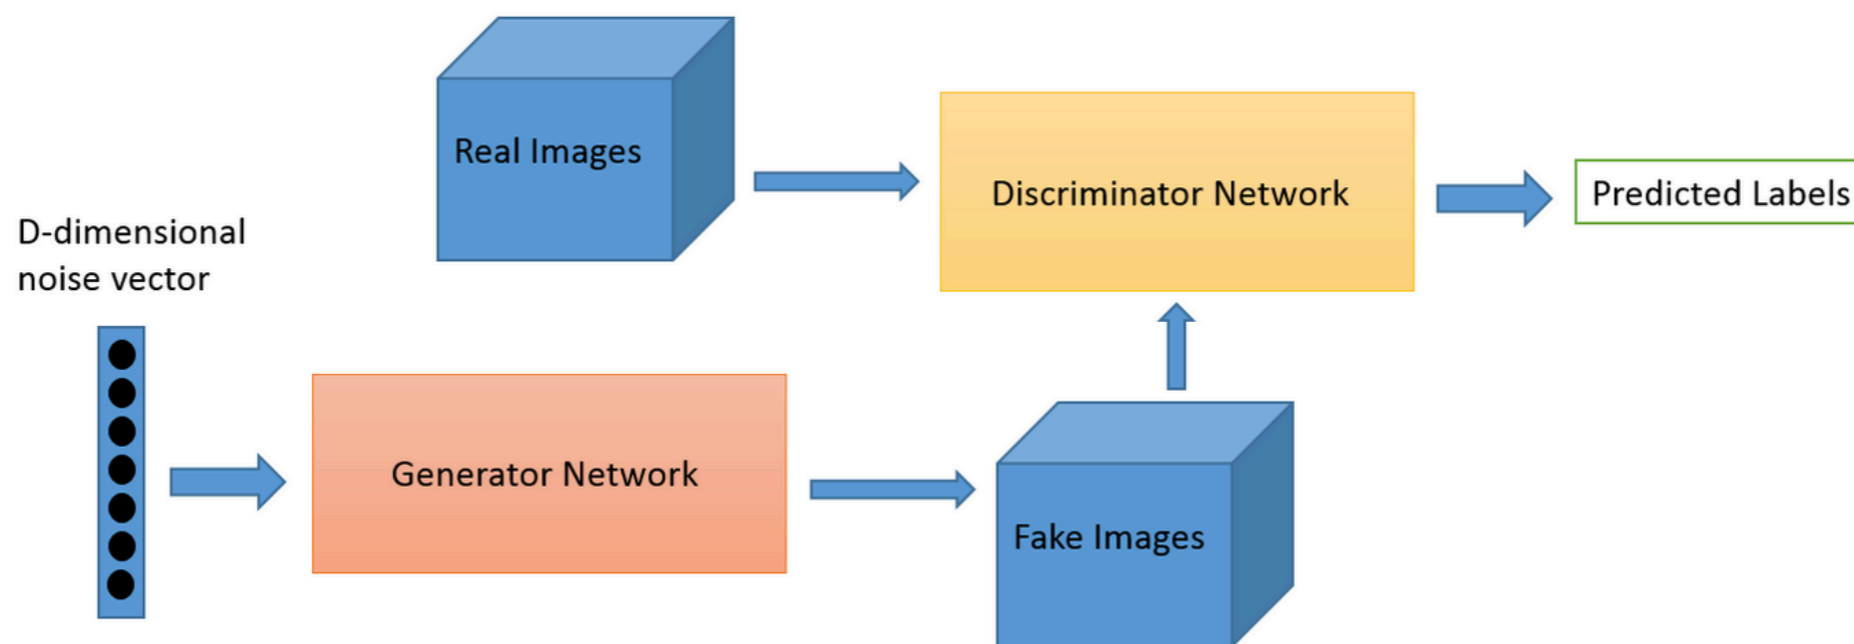 Real Images
Discriminator Network
Predicted Labels
D-dimensional
noise vector
Generator Network
Fake Images